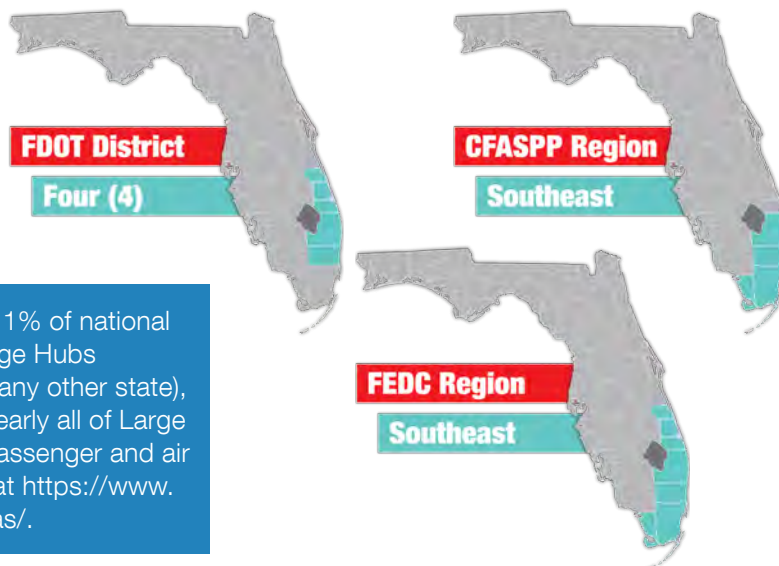 FDOT District
Four (4)
CFASPP Region
Southeast
FEDC Region
Southeast
1% of national
ge Hubs
any other state),
early all of Large
assenger and air
at https://www.
as/.